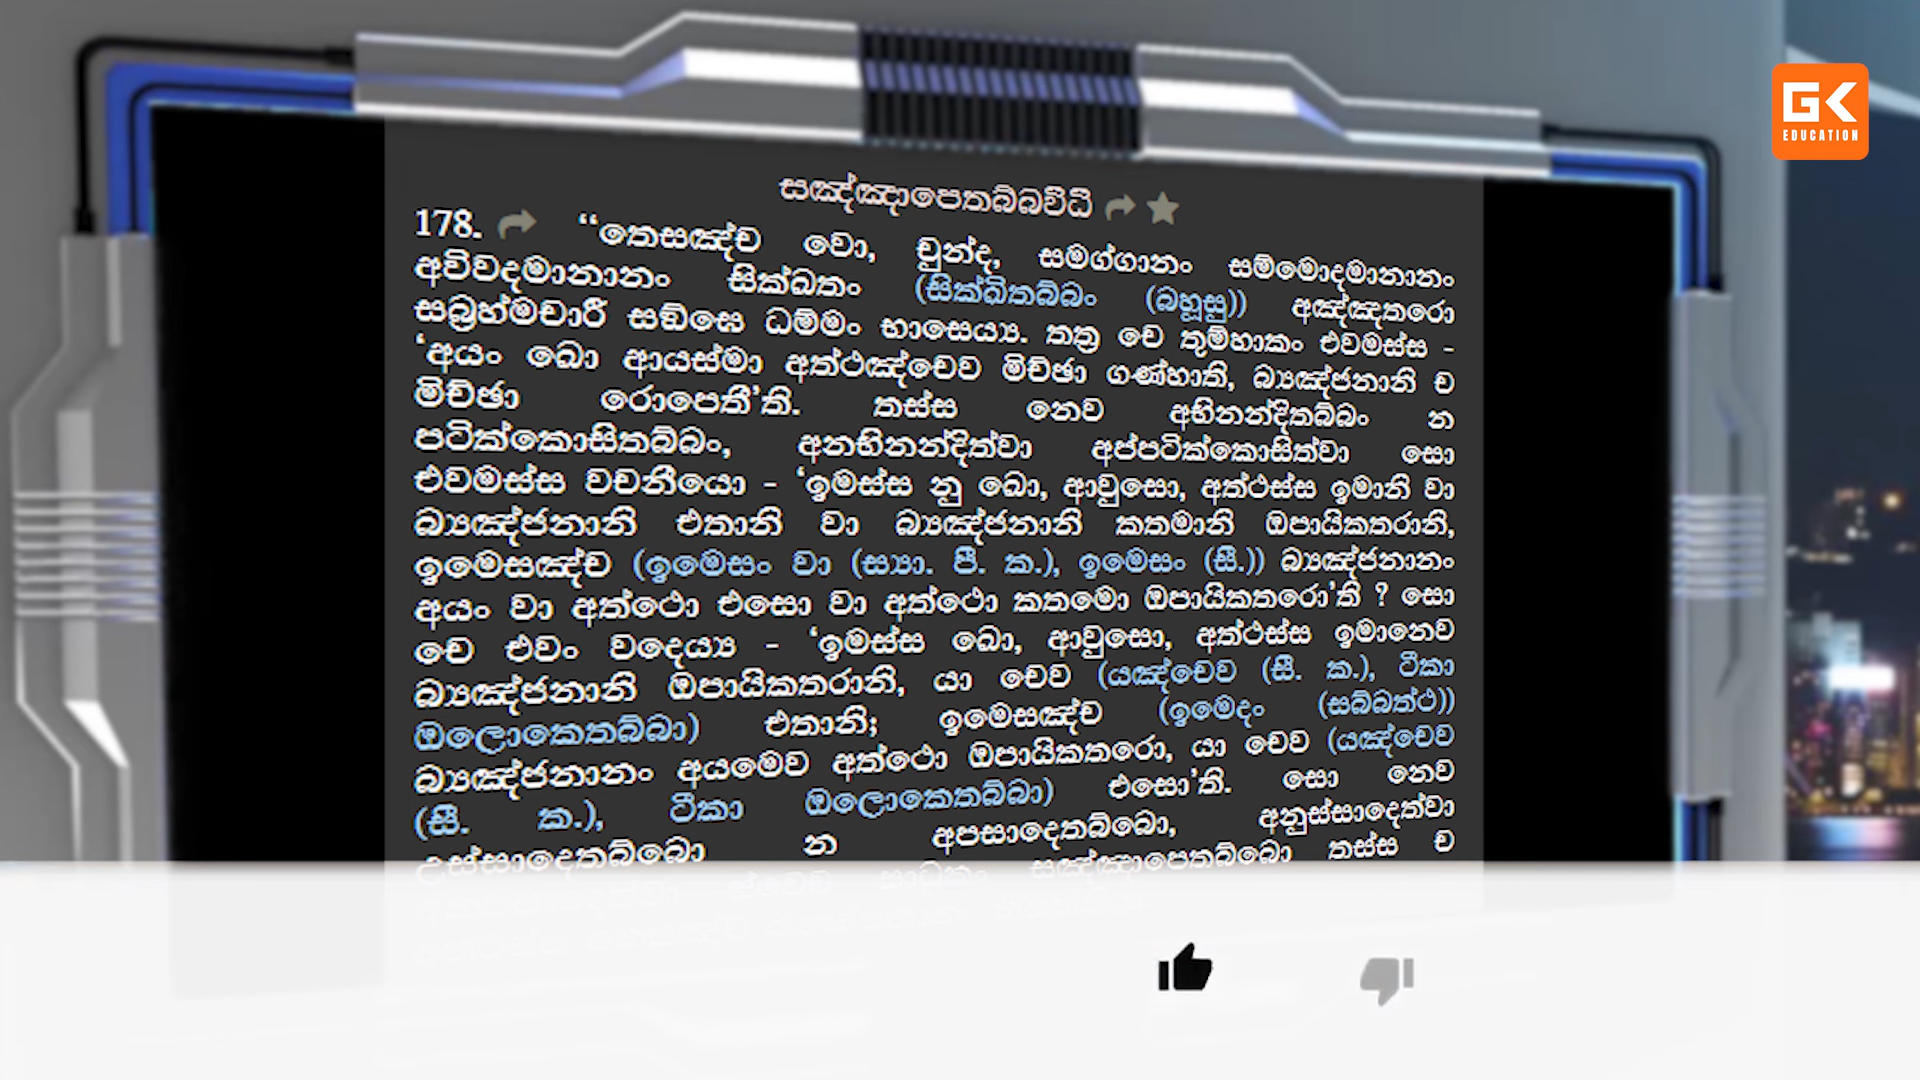 GK
EDUCATION
සඤ්ඤාපෙතබ්බවිධි
178. “තෙසඤ්ච වො, චුන්ද, සමග්ගානං සම්මොදමානානං
අවිවදමානානං සික්ඛතං (සික්ඛිතබ්බං (බහූසු)) අඤ්ඤතරො
සබ්‍රහ්මචාරී සඞ්ඝෙ ධම්මං භාසෙය්‍ය. තත්‍ර චෙ තුම්හාකං එවමස්ස –
‘අයං ඛො ආයස්මා අත්ථඤ්චෙව මිච්ඡා ගණ්හාති, බ්‍යඤ්ජනානි ච
මිච්ඡා රොපෙතී’ති. තස්ස නෙව අභිනන්දිතබ්බං න
පටික්කොසිතබ්බං, අනභිනන්දිත්වා අප්පටික්කොසිත්වා සො
එවමස්ස වචනීයො – ‘ඉමස්ස නු ඛො, ආවුසො, අත්ථස්ස ඉමානි වා
බ්‍යඤ්ජනානි එතානි වා බ්‍යඤ්ජනානි කතමානි ඔපායිකතරානි,
ඉමෙසඤ්ච (ඉමෙසං වා (ස්‍යා. පී. ක.), ඉමෙසං (සී.)) බ්‍යඤ්ජනානං
අයං වා අත්ථො එසො වා අත්ථො කතමො ඔපායිකතරො’ති ? සො
චෙ එවං වදෙය්‍ය – ‘ඉමස්ස ඛො, ආවුසො, අත්ථස්ස ඉමානෙව
බ්‍යඤ්ජනානි ඔපායිකතරානි, යා චෙව (යඤ්චෙව (සී. ක.), ටීකා
ඔලොකෙතබ්බා) එතානි; ඉමෙසඤ්ච (ඉමෙදං (සබ්බත්ථ))
බ්‍යඤ්ජනානං අයමෙව අත්ථො ඔපායිකතරො, යා චෙව (යඤ්චෙව
(සී. ක.), ටීකා ඔලොකෙතබ්බා) එසො’ති. සො නෙව
උස්සාදෙතබ්බො න අපසාදෙතබ්බො, අනුස්සාදෙත්වා
සඤ්ඤාපෙතබ්බො තස්ස ච